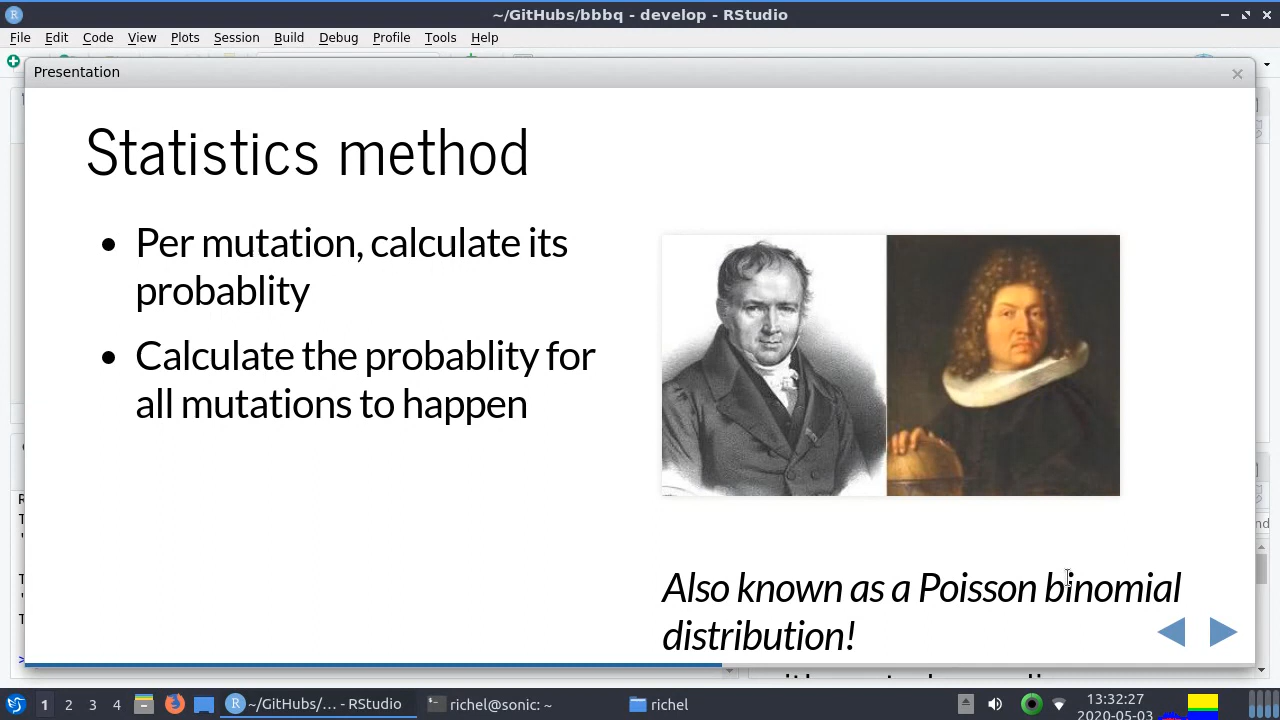 ~/GitHubs/bbbq - develop - RStudio
File Edit Code View Plots Session Build Debug Profile Tools Help
Presentation
Statistics method
Per mutation, calculate its
probablity
Calculate the probablity for
all mutations to happen
Also known as a Poisson binomial
distribution!
1 2 3 4 ~/GitHubs/... - RStudio richel@sonic: ~ richel 13:32:27
2020-05-03